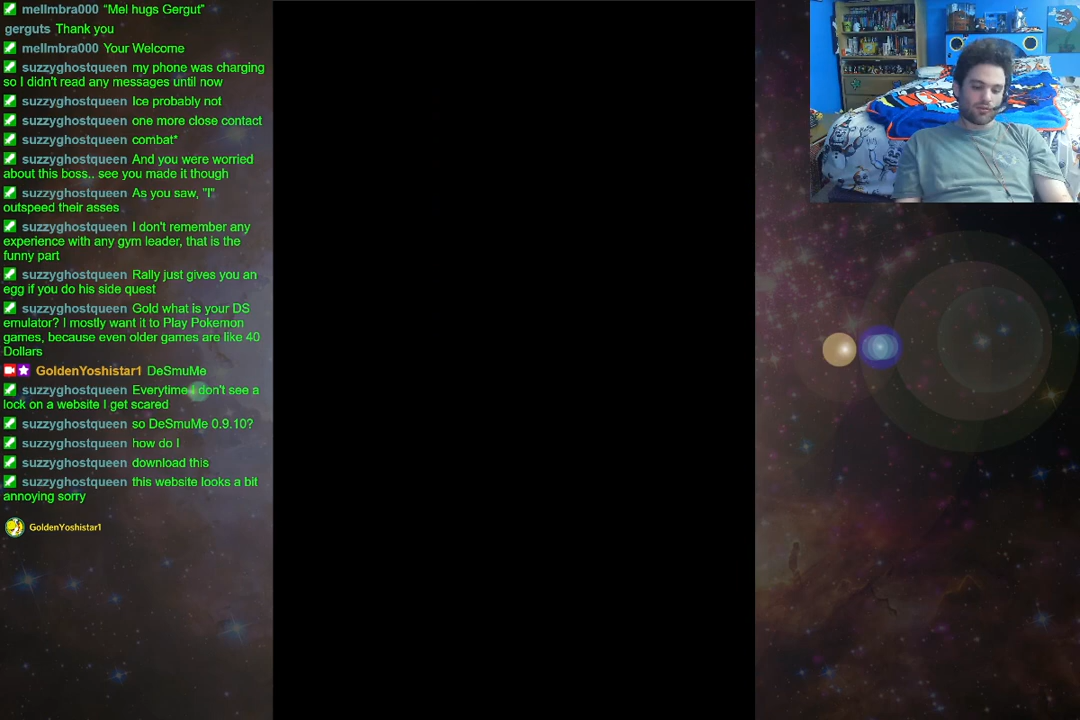 mellmbra000 “Mel hugs Gergut”
gerguts Thank you
mellmbra000 Your Welcome
suzzyghostqueen my phone was charging
so I didn't read any messages until now
suzzyghostqueen Ice probably not
suzzyghostqueen one more close contact
suzzyghostqueen combat*
suzzyghostqueen And you were worried
about this boss.. see you made it though
suzzyghostqueen As you saw, "I"
outspeed their asses
suzzyghostqueen I don't remember any
experience with any gym leader, that is the
funny part
suzzyghostqueen Rally just gives you an
egg if you do his side quest
suzzyghostqueen Gold what is your DS
emulator? I mostly want it to Play Pokemon
games, because even older games are like 40
Dollars
GoldenYoshistar1 DeSmuMe
suzzyghostqueen Everytime I don't see a
lock on a website I get scared
suzzyghostqueen so DeSmuMe 0.9.10?
suzzyghostqueen how do I
suzzyghostqueen download this
suzzyghostqueen this website looks a bit
annoying sorry
GoldenYoshistar1